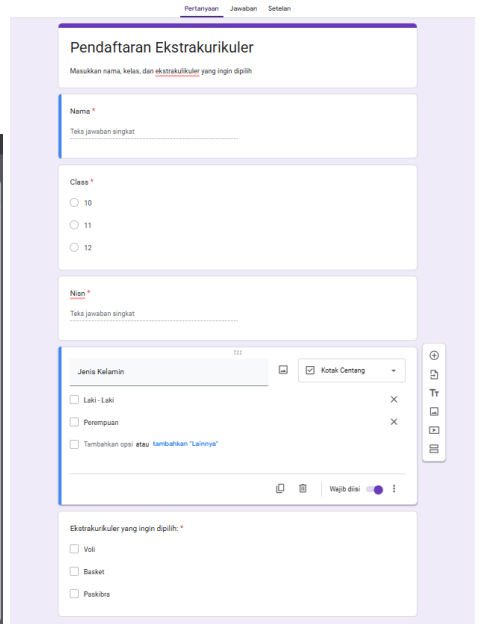 Pertanyaan Jawaban Setelan
Pendaftaran Ekstrakurikuler
Masukkan nama, kelas, dan ekstrakulikuler yang ingin dipilih
Nama *
Teks jawaban singkat
Class *
10
11
12
Nisn *
Teks jawaban singkat
Jenis Kelamin
Kotak Centang
Laki - Laki
Perempuan
Tambahkan opsi atau tambahkan "Lainnya"
Wajib diisi
Ekstrakurikuler yang ingin dipilih: *
Voli
Basket
Paskibra